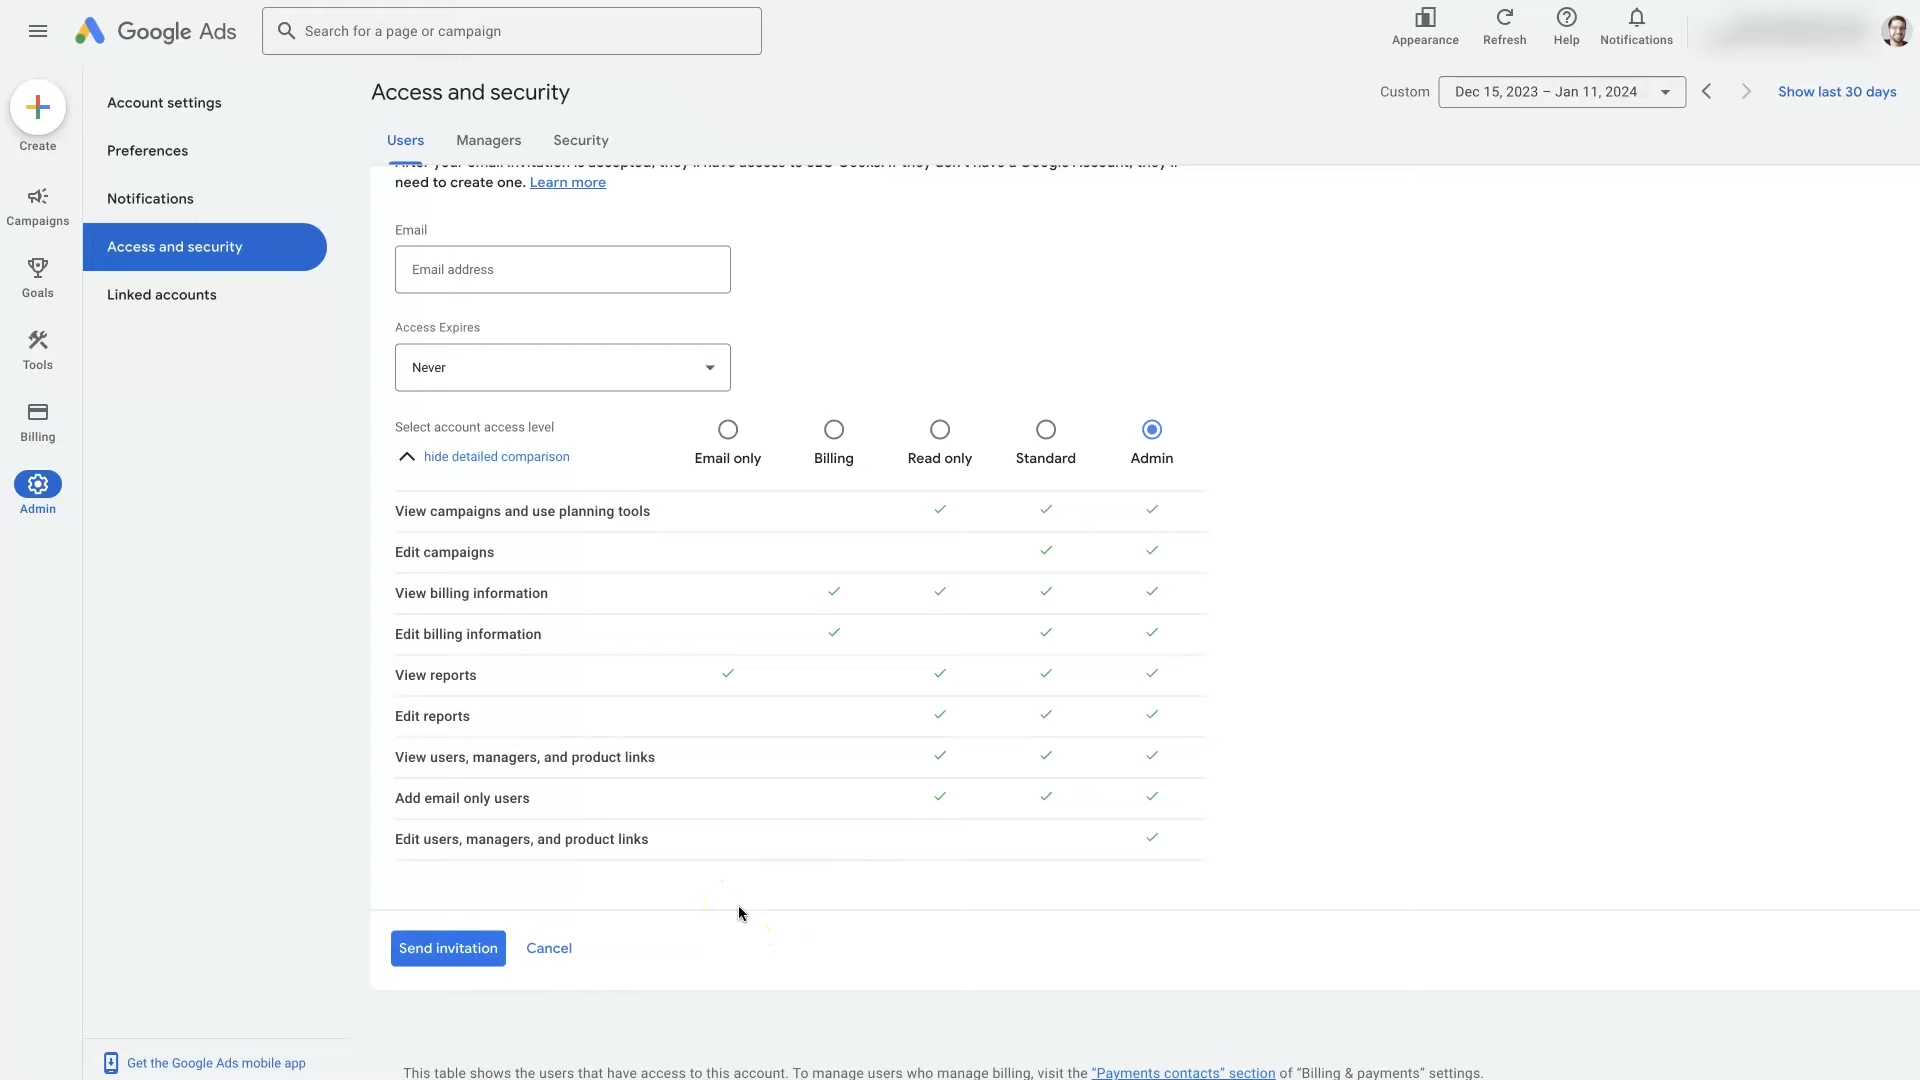 Google Ads
Search for a page or campaign
Appearance
Refresh
Help
Notifications
Create
Campaigns
Goals
Tools
Billing
Admin
Account settings
Preferences
Notifications
Access and security
Linked accounts
Get the Google Ads mobile app
Access and security
Custom
Dec 15, 2023 – Jan 11, 2024
Show last 30 days
Users
Managers
Security
need to create one. Learn more
Email
Email address
Access Expires
Never
Select account access level
hide detailed comparison
Email only
Billing
Read only
Standard
Admin
View campaigns and use planning tools
Edit campaigns
View billing information
Edit billing information
View reports
Edit reports
View users, managers, and product links
Add email only users
Edit users, managers, and product links
Send invitation
Cancel
This table shows the users that have access to this account. To manage users who manage billing, visit the "Payments contacts" section of "Billing & payments" settings.